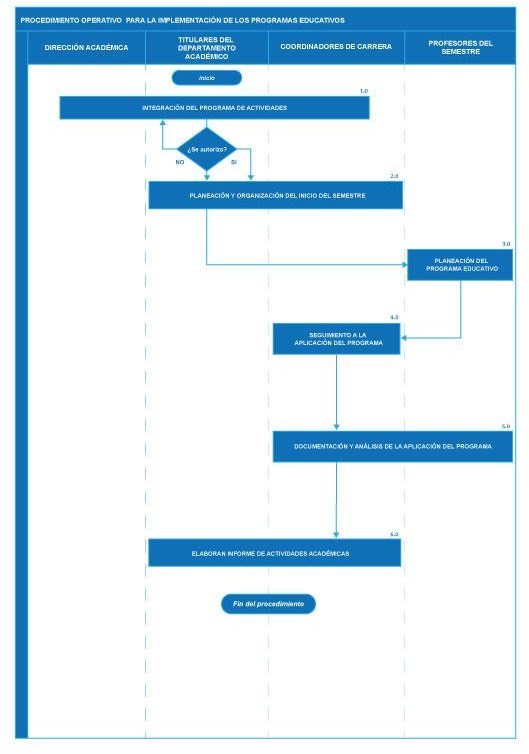 PROCEDIMIENTO OPERATIVO PARA LA IMPLEMENTACIÓN DE LOS PROGRAMAS EDUCATIVOS
DIRECCIÓN ACADÉMICA
TITULARES DEL
DEPARTAMENTO
ACADÉMICO
COORDINADORES DE CARRERA
PROFESORES DEL
SEMESTRE
Inicio
1.0
INTEGRACIÓN DEL PROGRAMA DE ACTIVIDADES
¿Se autorizo?
NO
SI
2.0
PLANEACIÓN Y ORGANIZACIÓN DEL INICIO DEL SEMESTRE
3.0
PLANEACIÓN DEL
PROGRAMA EDUCATIVO
4.0
SEGUIMIENTO A LA
APLICACIÓN DEL PROGRAMA
5.0
DOCUMENTACIÓN Y ANÁLISIS DE LA APLICACIÓN DEL PROGRAMA
6.0
ELABORAN INFORME DE ACTIVIDADES ACADÉMICAS
Fin del procedimiento